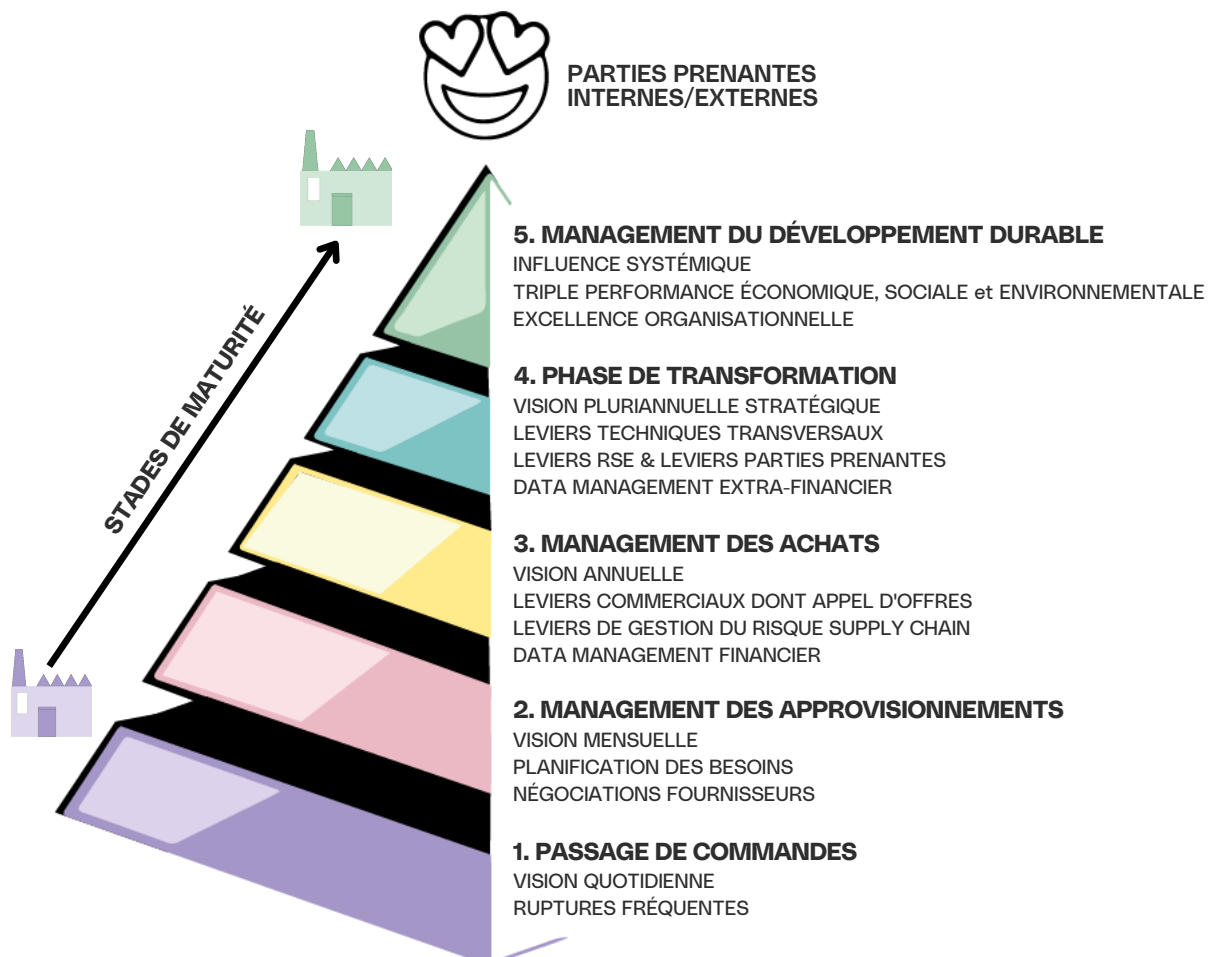 PARTIES PRENANTES
INTERNES/EXTERNES
STADES DE MATURITÉ
5. MANAGEMENT DU DÉVELOPPEMENT DURABLE
INFLUENCE SYSTÉMIQUE
TRIPLE PERFORMANCE ÉCONOMIQUE, SOCIALE et ENVIRONNEMENTALE
EXCELLENCE ORGANISATIONNELLE
4. PHASE DE TRANSFORMATION
VISION PLURIANNUELLE STRATÉGIQUE
LEVIERS TECHNIQUES TRANSVERSAUX
LEVIERS RSE & LEVIERS PARTIES PRENANTES
DATA MANAGEMENT EXTRA-FINANCIER
3. MANAGEMENT DES ACHATS
VISION ANNUELLE
LEVIERS COMMERCIAUX DONT APPEL D'OFFRES
LEVIERS DE GESTION DU RISQUE SUPPLY CHAIN
DATA MANAGEMENT FINANCIER
2. MANAGEMENT DES APPROVISIONNEMENTS
VISION MENSUELLE
PLANIFICATION DES BESOINS
NÉGOCIATIONS FOURNISSEURS
1. PASSAGE DE COMMANDES
VISION QUOTIDIENNE
RUPTURES FRÉQUENTES